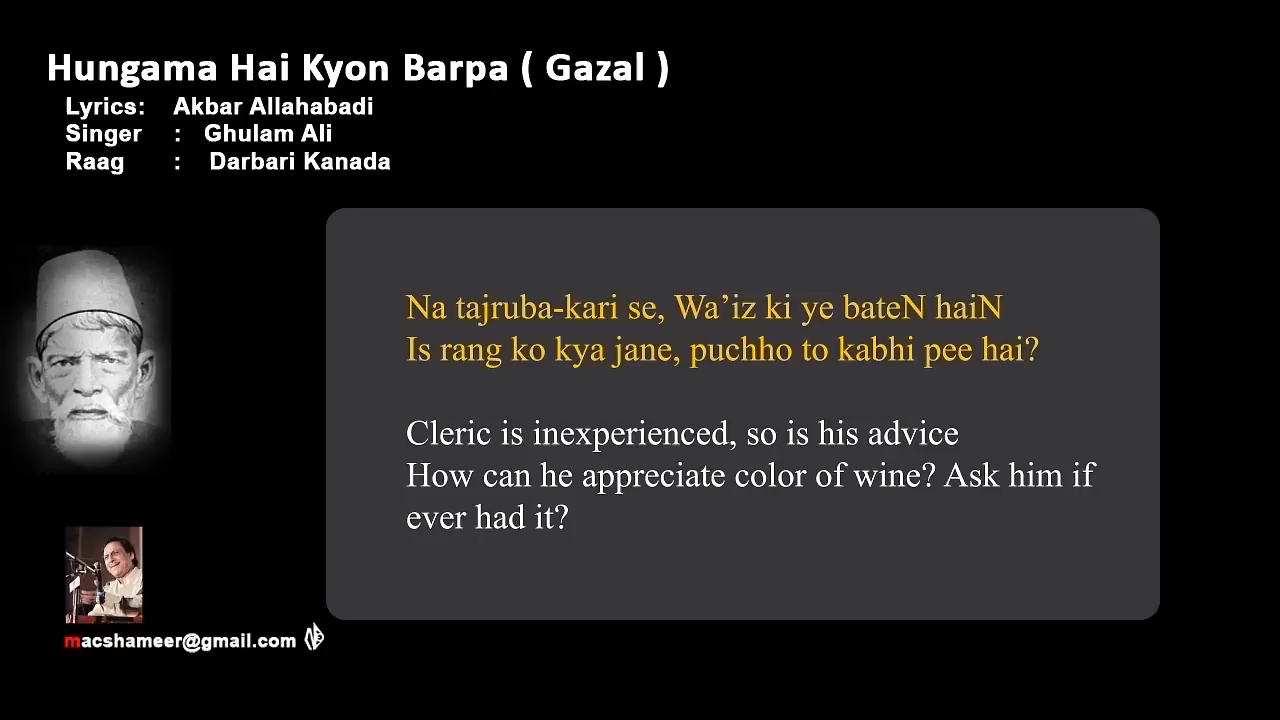 Hungama Hai Kyon Barpa ( Gazal )
Lyrics: Akbar Allahabadi
Singer : Ghulam Ali
Raag : Darbari Kanada
Na tajruba-kari se, Wa’iz ki ye bateN haiN
Is rang ko kya jane, puchho to kabhi pee hai?
Cleric is inexperienced, so is his advice
How can he appreciate color of wine? Ask him if
ever had it?
macshameer@gmail.com